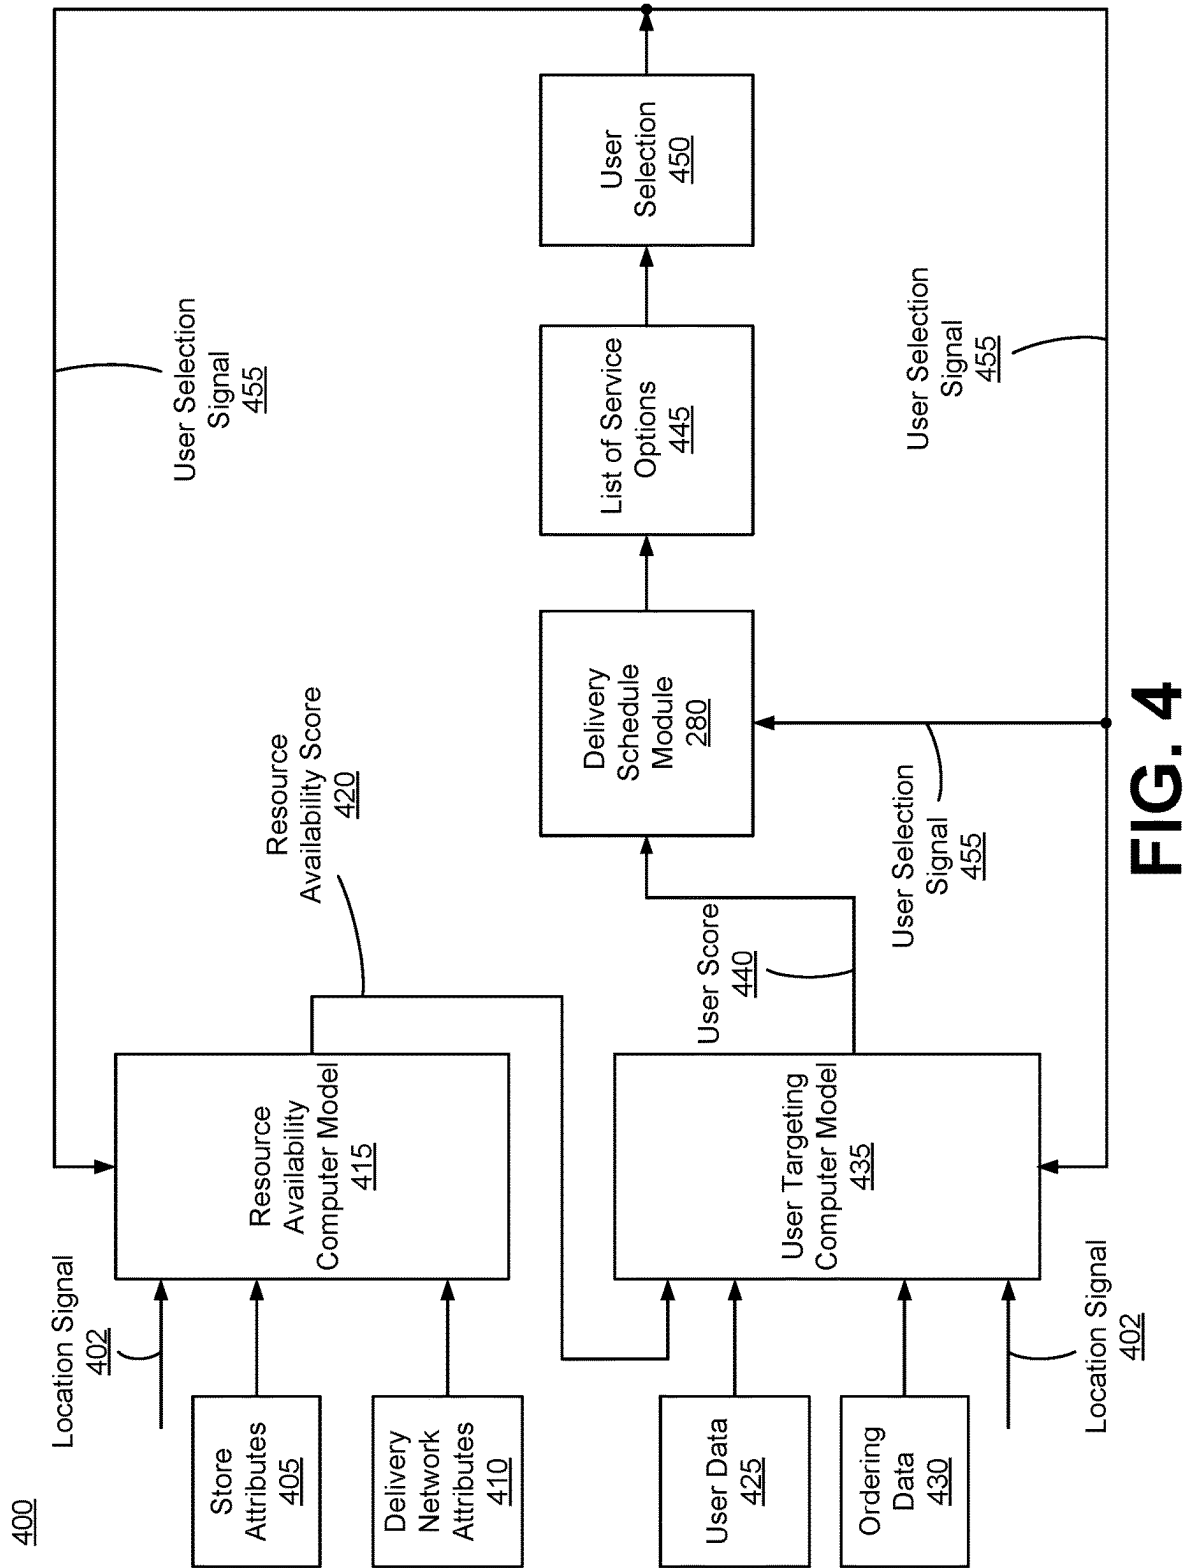 400
Location Signal
402
Store
Attributes
405
Delivery
Network
Attributes
410
Resource
Availability
Computer Model
415
Resource
Availability Score
420
User Selection
Signal
455
User Data
425
Ordering
Data
430
Location Signal
402
User Targeting
Computer Model
435
User Score
440
Delivery
Schedule
Module
280
List of Service
Options
445
User
Selection
450
User Selection
Signal
455
User Selection
Signal
455
FIG. 4